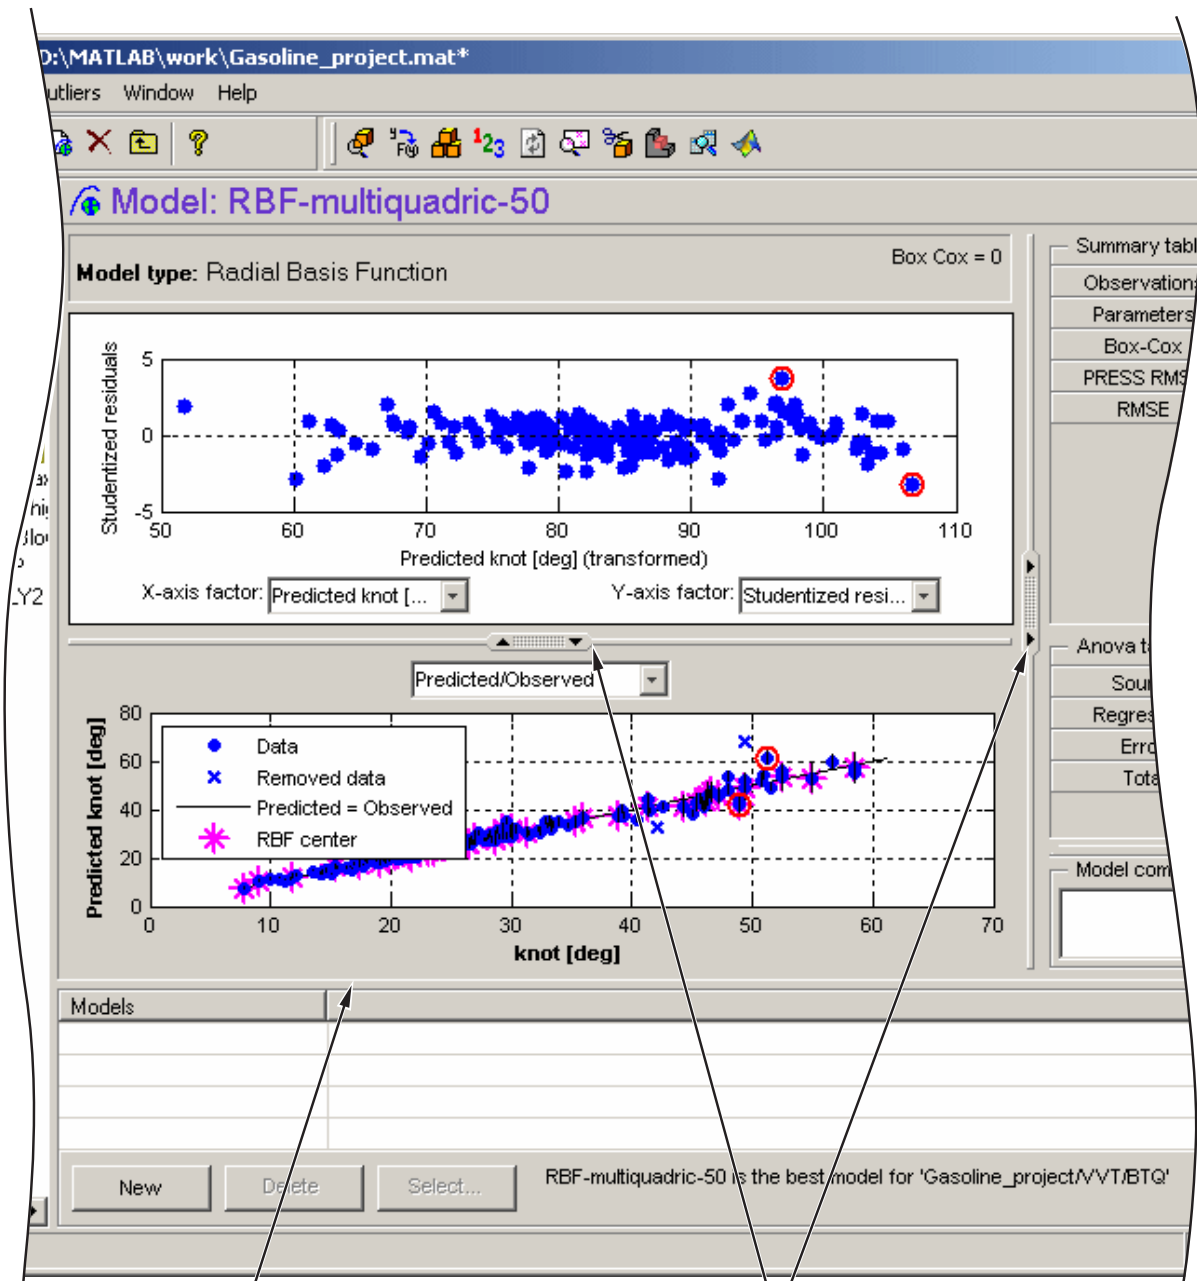 D:\MATLAB\work\Gasoline_project.mat*
utliers Window Help
Model: RBF-multiquadric-50
Model type: Radial Basis Function
Box Cox = 0
Studentized residuals
5
0
-5
50 60 70 80 90 100 110
Predicted knot [deg] (transformed)
X-axis factor: Predicted knot [...
Y-axis factor: Studentized resi...
Summary tabl
Observations
Parameters
Box-Cox
PRESS RMS
RMSE
LY2
Predicted/Observed
Predicted knot [deg]
80
60
40
20
0
Data
Removed data
Predicted = Observed
RBF center
0 10 20 30 40 50 60 70
knot [deg]
Anova t
Sour
Regres
Erro
Tota
Model com
Models
New Delete Select...
RBF-multiquadric-50 is the best model for 'Gasoline_project/VVT/BTQ'